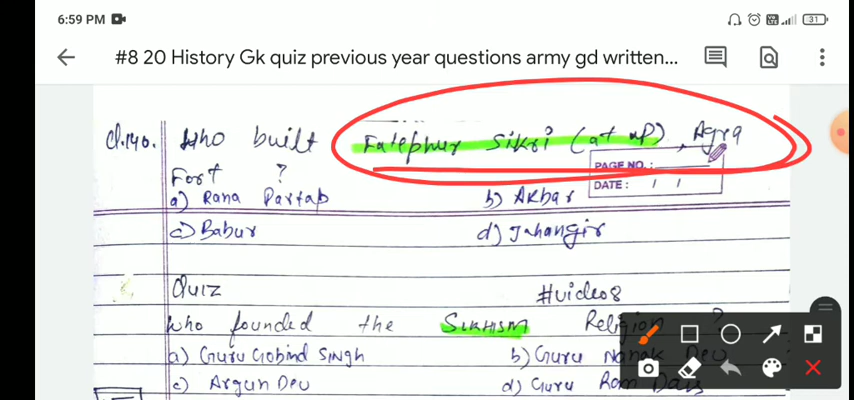 6:59 PM
31
#8 20 History Gk quiz previous year questions army gd written...
Q.140. Who built Fatephur Sikri (at up), Agra
Fort ?
PAGE NO.:
DATE: / /
a) Rana Partap b) Akbar
c) Babur d) Jahangir
Quiz #video8
Who founded the SIKHISM Religion ?
a) Guru Gobind Singh b) Guru Nanak Dev
c) Argun Dev d) Guru Ram Dass